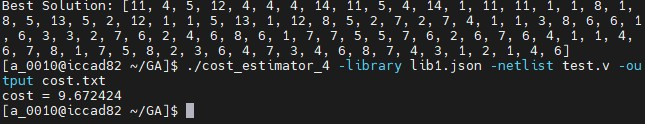 Best Solution: [11, 4, 5, 12, 4, 4, 4, 14, 11, 5, 4, 14, 1, 11, 11, 1, 1, 8, 1,
8, 5, 13, 5, 2, 12, 1, 1, 5, 13, 1, 12, 8, 5, 2, 7, 2, 7, 4, 1, 1, 3, 8, 6, 6, 1
, 6, 3, 3, 2, 7, 6, 2, 4, 6, 8, 6, 1, 7, 7, 5, 5, 7, 6, 2, 6, 7, 6, 4, 1, 1, 4,
6, 7, 8, 1, 7, 5, 8, 2, 3, 6, 4, 7, 3, 4, 6, 8, 7, 4, 3, 1, 2, 1, 4, 6]
[a_0010@iccad82 ~/GA]$ ./cost_estimator_4 -library lib1.json -netlist test.v -ou
tput cost.txt
cost = 9.672424
[a_0010@iccad82 ~/GA]$